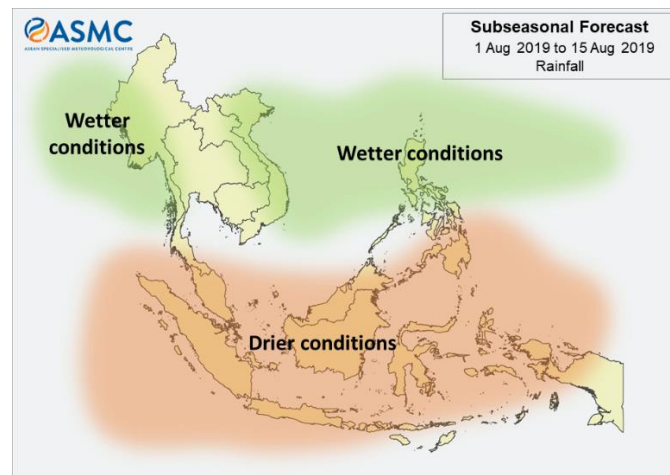 ASMC
ASEAN SPECIALISED METEOROLOGICAL CENTER
Subseasonal Forecast
1 Aug 2019 to 15 Aug 2019
Rainfall
Wetter
conditions
Wetter conditions
Drier conditions